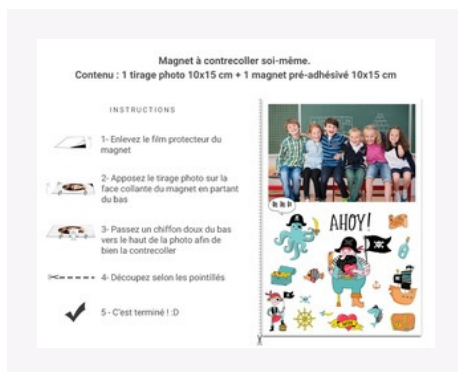 Magnet à contrecoller soi-même.
Contenu : 1 tirage photo 10x15 cm + 1 magnet pré-adhésivé 10x15 cm
INSTRUCTIONS
1- Enlevez le film protecteur du
magnet
2- Apposez le tirage photo sur la
face collante du magnet en partant
du bas
3- Passez un chiffon doux du bas
vers le haut de la photo afin de
bien la contrecoller
4- Découpez selon les pointillés
5 - C'est terminé ! :D
AHOY!